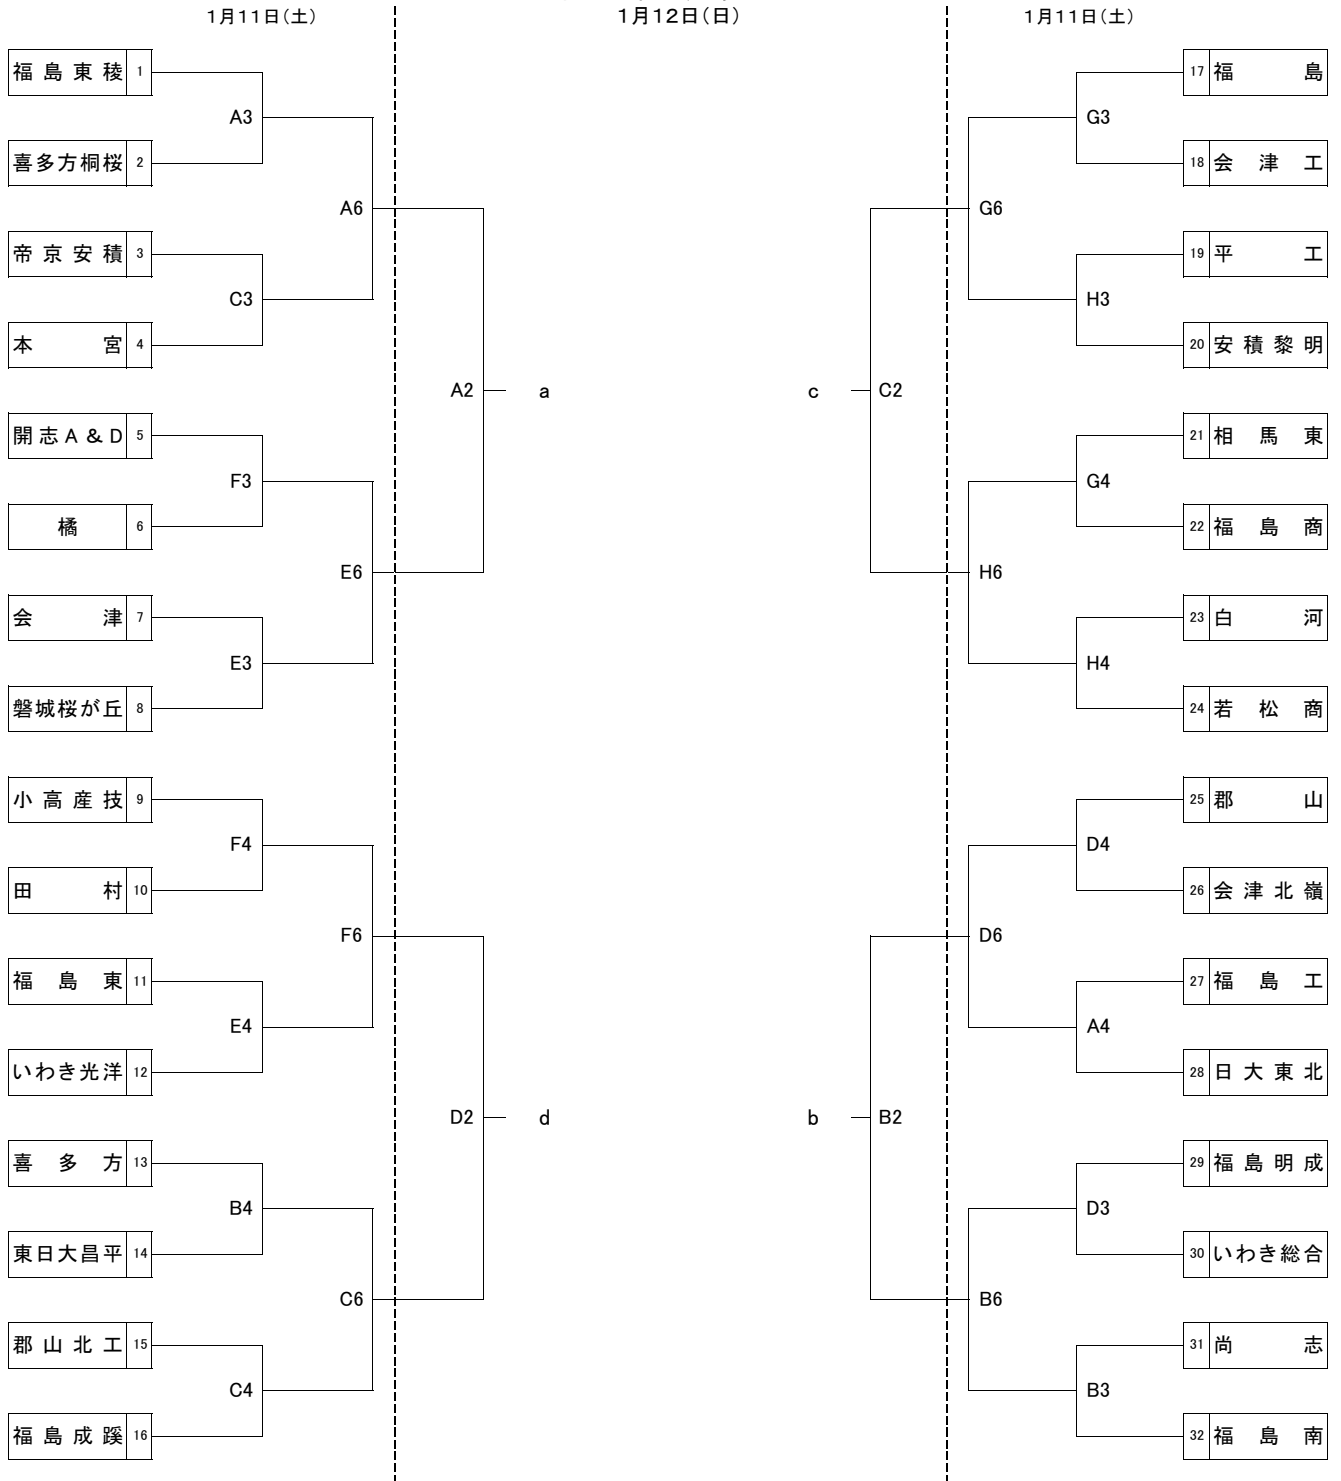 1月11日（土） 1月12日（日） 1月11日（土）
福島東稜 1 17 福島
A3 G3
喜多方桐桜 2 18 会津工
A6 G6
帝京安積 3 19 平工
C3 H3
本宮 4 20 安積黎明
A2 a c C2
開志A＆D 5 21 相馬東
F3 G4
橘 6 22 福島商
E6 H6
会津 7 23 白河
E3 H4
磐城桜が丘 8 24 若松商
小高産技 9 25 郡山
F4 D4
田村 10 26 会津北嶺
F6 D6
福島東 11 27 福島工
E4 A4
いわき光洋 12 28 日大東北
D2 d b B2
喜多方 13 29 福島明成
B4 D3
東日大昌平 14 30 いわき総合
C6 B6
郡山北工 15 31 尚志
C4 B3
福島成蹊 16 32 福島南